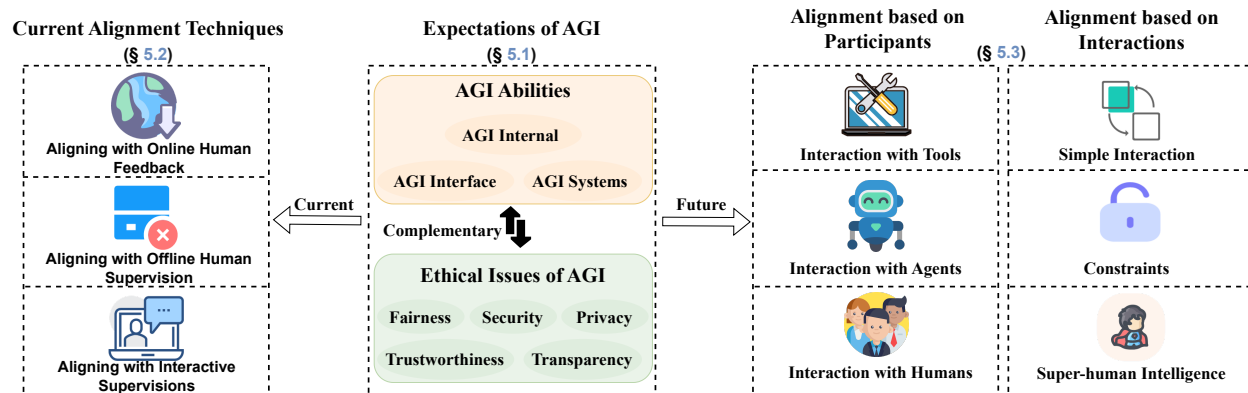 Current Alignment Techniques
(§ 5.2)
Aligning with Online Human
Feedback
Aligning with Offline Human
Supervision
Aligning with Interactive
Supervisions
Current
Expectations of AGI
(§ 5.1)
AGI Abilities
AGI Internal
AGI Interface
AGI Systems
Complementary
Ethical Issues of AGI
Fairness
Security
Privacy
Trustworthiness
Transparency
Future
Alignment based on
Participants
(§ 5.3)
Interaction with Tools
Interaction with Agents
Interaction with Humans
Alignment based on
Interactions
Simple Interaction
Constraints
Super-human Intelligence